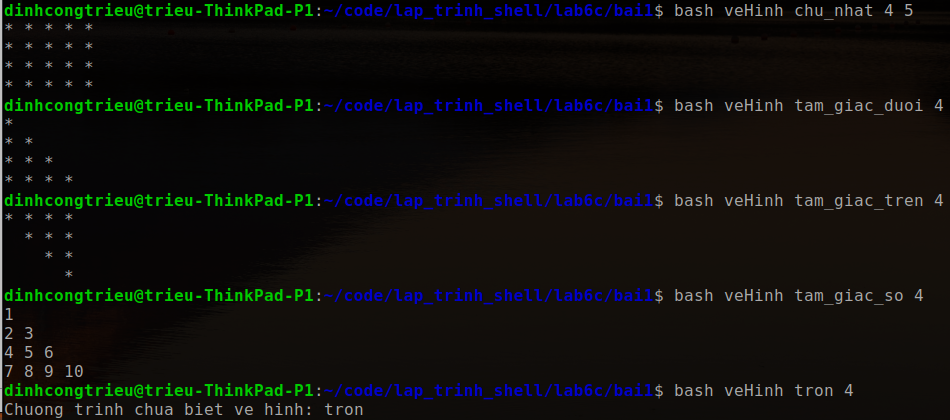 dinhcongtrieu@trieu-ThinkPad-P1:~/code/lap_trinh_shell/lab6c/bai1$ bash veHinh chu_nhat 4 5
* * * * *
* * * * *
* * * * *
* * * * *
dinhcongtrieu@trieu-ThinkPad-P1:~/code/lap_trinh_shell/lab6c/bai1$ bash veHinh tam_giac_duoi 4
*
* *
* * *
* * * *
dinhcongtrieu@trieu-ThinkPad-P1:~/code/lap_trinh_shell/lab6c/bai1$ bash veHinh tam_giac_tren 4
* * * *
  * * *
    * *
      *
dinhcongtrieu@trieu-ThinkPad-P1:~/code/lap_trinh_shell/lab6c/bai1$ bash veHinh tam_giac_so 4
1
2 3
4 5 6
7 8 9 10
dinhcongtrieu@trieu-ThinkPad-P1:~/code/lap_trinh_shell/lab6c/bai1$ bash veHinh tron 4
Chuong trinh chua biet ve hinh: tron